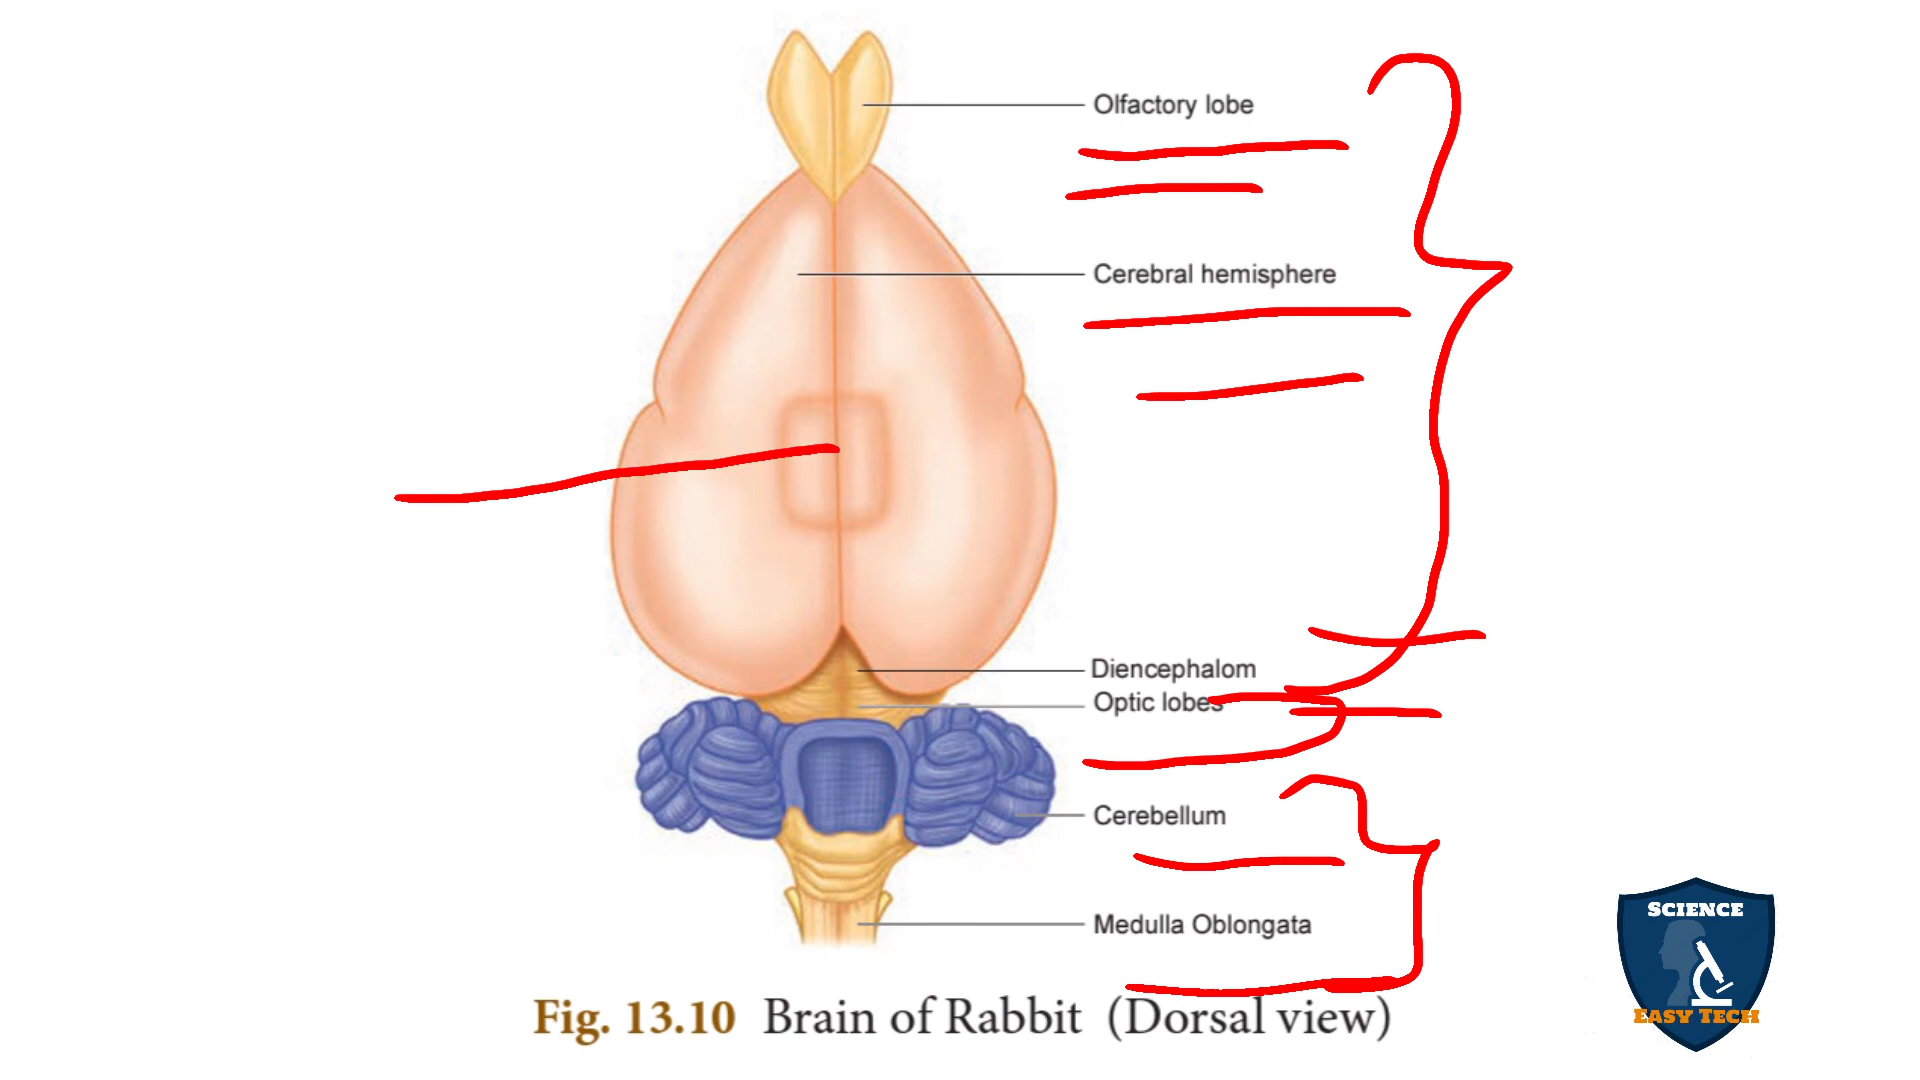 Olfactory lobe
Cerebral hemisphere
Diencephalom
Optic lobes
Cerebellum
Medulla Oblongata
Fig. 13.10 Brain of Rabbit (Dorsal view)
SCIENCE
EASY TECH